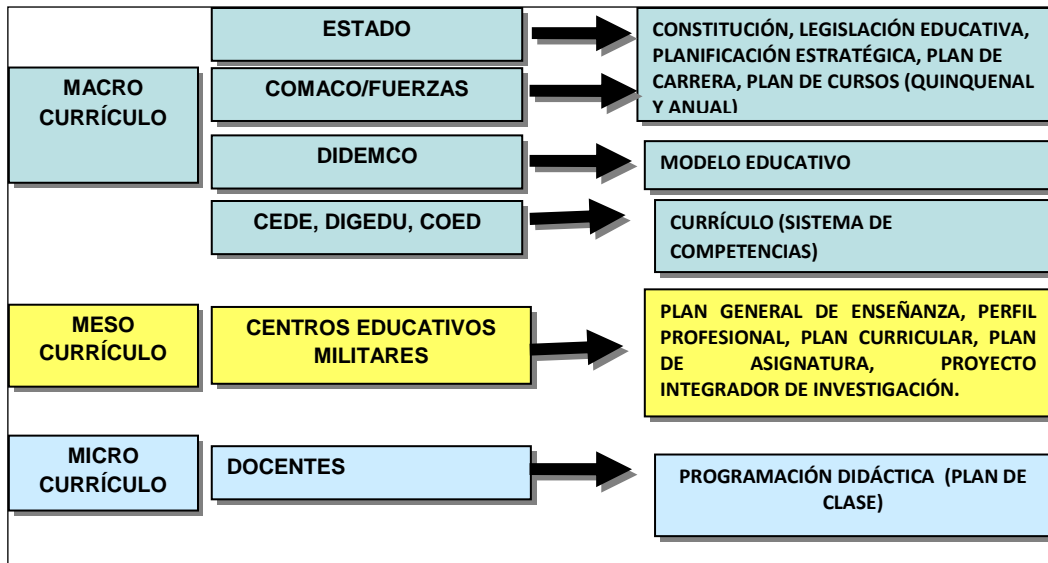 MACRO
CURRÍCULO
ESTADO
CONSTITUCIÓN, LEGISLACIÓN EDUCATIVA,
PLANIFICACIÓN ESTRATÉGICA, PLAN DE
CARRERA, PLAN DE CURSOS (QUINQUENAL
Y ANUAL)
COMACO/FUERZAS
DIDEMCO
MODELO EDUCATIVO
CEDE, DIGEDU, COED
CURRÍCULO (SISTEMA DE
COMPETENCIAS)
MESO
CURRÍCULO
CENTROS EDUCATIVOS
MILITARES
PLAN GENERAL DE ENSEÑANZA, PERFIL
PROFESIONAL, PLAN CURRICULAR, PLAN
DE ASIGNATURA, PROYECTO
INTEGRADOR DE INVESTIGACIÓN.
MICRO
CURRÍCULO
DOCENTES
PROGRAMACIÓN DIDÁCTICA (PLAN DE
CLASE)